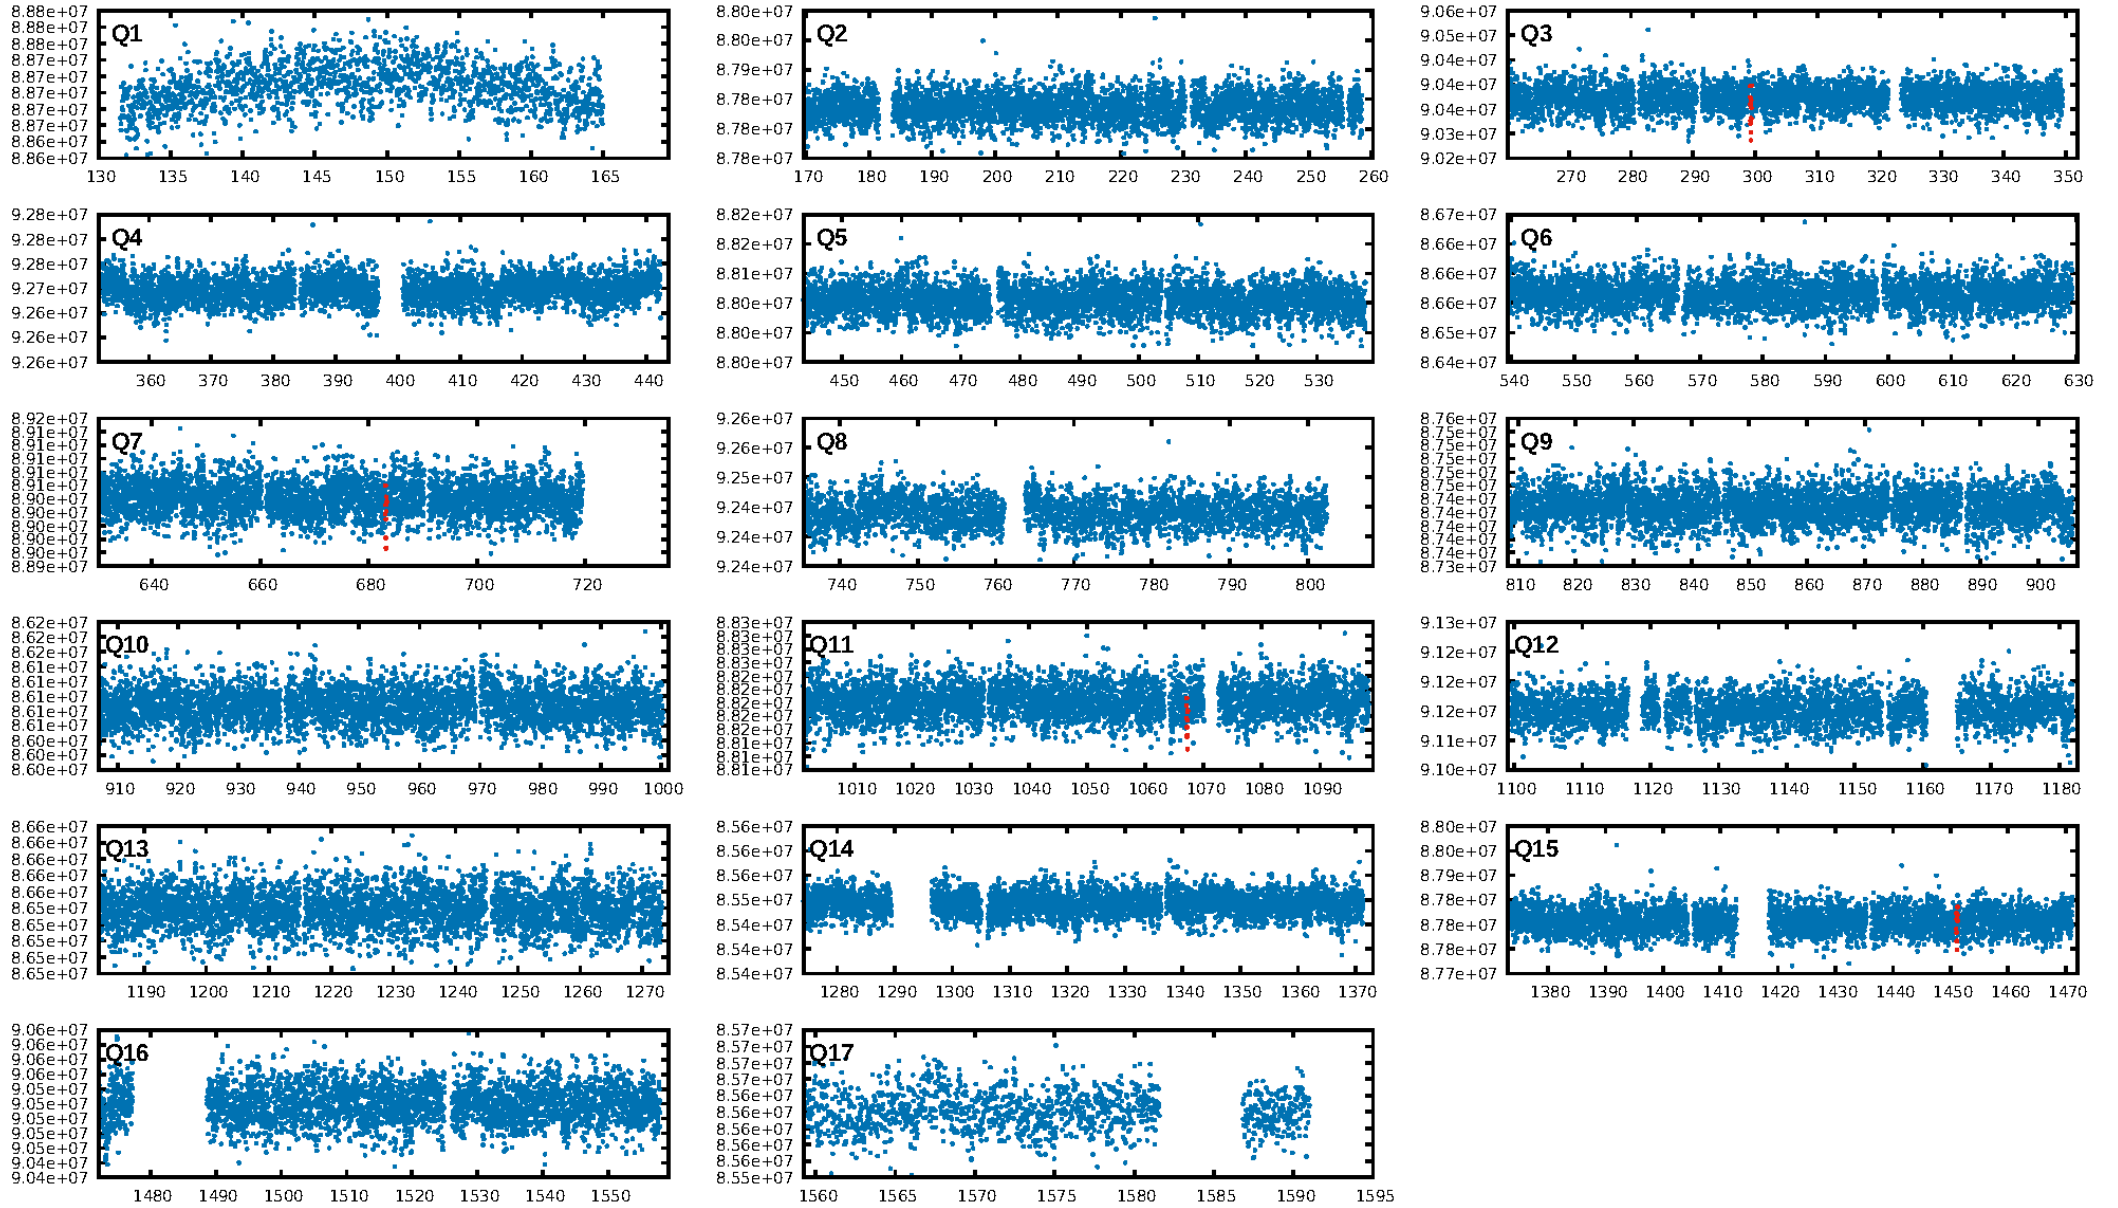 8.88e+07
8.88e+07
8.88e+07
8.87e+07
8.87e+07
8.87e+07
8.87e+07
8.87e+07
8.86e+07
8.86e+07
Q1
130 135 140 145 150 155 160 165
8.80e+07
8.80e+07
8.79e+07
8.78e+07
8.78e+07
8.78e+07
Q2
170 180 190 200 210 220 230 240 250 260
9.06e+07
9.05e+07
9.04e+07
9.04e+07
9.04e+07
9.03e+07
9.02e+07
Q3
270 280 290 300 310 320 330 340 350
9.28e+07
9.28e+07
9.28e+07
9.27e+07
9.26e+07
9.26e+07
9.26e+07
Q4
360 370 380 390 400 410 420 430 440
8.82e+07
8.82e+07
8.81e+07
8.80e+07
8.80e+07
8.80e+07
Q5
450 460 470 480 490 500 510 520 530
8.67e+07
8.66e+07
8.66e+07
8.66e+07
8.65e+07
8.64e+07
Q6
540 550 560 570 580 590 600 610 620 630
8.92e+07
8.91e+07
8.91e+07
8.91e+07
8.91e+07
8.91e+07
8.90e+07
8.90e+07
8.90e+07
8.90e+07
8.90e+07
8.89e+07
Q7
640 660 680 700 720
9.26e+07
9.26e+07
9.25e+07
9.24e+07
9.24e+07
9.24e+07
Q8
740 750 760 770 780 790 800
8.76e+07
8.75e+07
8.75e+07
8.75e+07
8.75e+07
8.74e+07
8.74e+07
8.74e+07
8.74e+07
8.74e+07
8.74e+07
8.73e+07
Q9
810 820 830 840 850 860 870 880 890 900
8.62e+07
8.62e+07
8.62e+07
8.61e+07
8.61e+07
8.61e+07
8.61e+07
8.61e+07
8.60e+07
8.60e+07
8.60e+07
Q10
910 920 930 940 950 960 970 980 990 1000
8.83e+07
8.83e+07
8.83e+07
8.83e+07
8.82e+07
8.82e+07
8.82e+07
8.82e+07
8.82e+07
8.81e+07
8.81e+07
8.81e+07
Q11
1010 1020 1030 1040 1050 1060 1070 1080 1090
9.13e+07
9.12e+07
9.12e+07
9.12e+07
9.11e+07
9.10e+07
Q12
1100 1110 1120 1130 1140 1150 1160 1170 1180
8.66e+07
8.66e+07
8.66e+07
8.66e+07
8.66e+07
8.65e+07
8.65e+07
8.65e+07
8.65e+07
8.65e+07
Q13
1190 1200 1210 1220 1230 1240 1250 1260 1270
8.56e+07
8.56e+07
8.56e+07
8.55e+07
8.54e+07
8.54e+07
8.54e+07
Q14
1280 1290 1300 1310 1320 1330 1340 1350 1360 1370
8.80e+07
8.80e+07
8.79e+07
8.78e+07
8.78e+07
8.78e+07
8.77e+07
Q15
1380 1390 1400 1410 1420 1430 1440 1450 1460 1470
9.06e+07
9.06e+07
9.06e+07
9.06e+07
9.05e+07
9.05e+07
9.05e+07
9.05e+07
9.05e+07
9.04e+07
9.04e+07
Q16
1480 1490 1500 1510 1520 1530 1540 1550
8.57e+07
8.57e+07
8.57e+07
8.57e+07
8.56e+07
8.56e+07
8.56e+07
8.56e+07
8.56e+07
8.55e+07
Q17
1560 1565 1570 1575 1580 1585 1590 1595